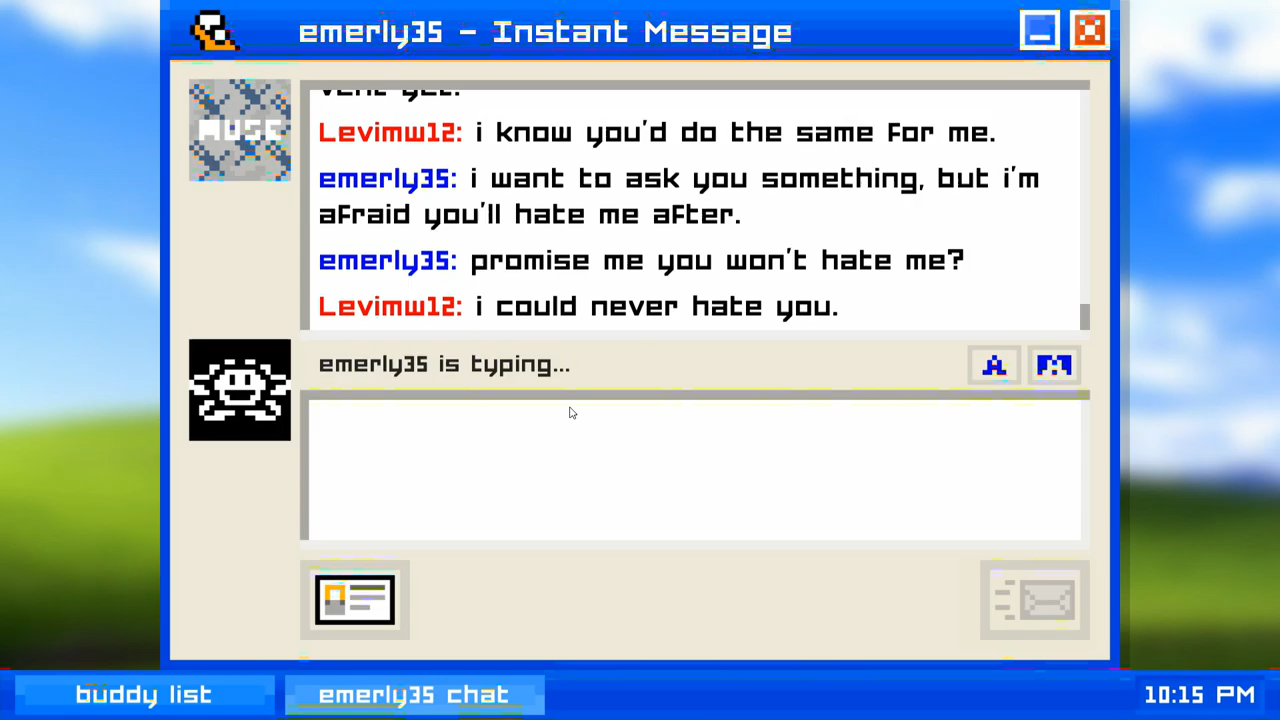 emerly35 – Instant Message
MUSE
Levimw12: i know you'd do the same for me.
emerly35: i want to ask you something, but i'm
afraid you'll hate me after.
emerly35: promise me you won't hate me?
Levimw12: i could never hate you.
emerly35 is typing...
A
buddy list
emerly35 chat
10:15 PM